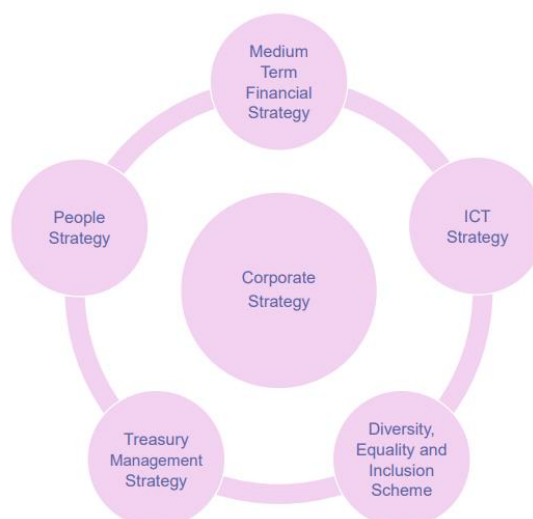 Medium
Term
Financial
Strategy
People
Strategy
ICT
Strategy
Corporate
Strategy
Treasury
Management
Strategy
Diversity,
Equality and
Inclusion
Scheme